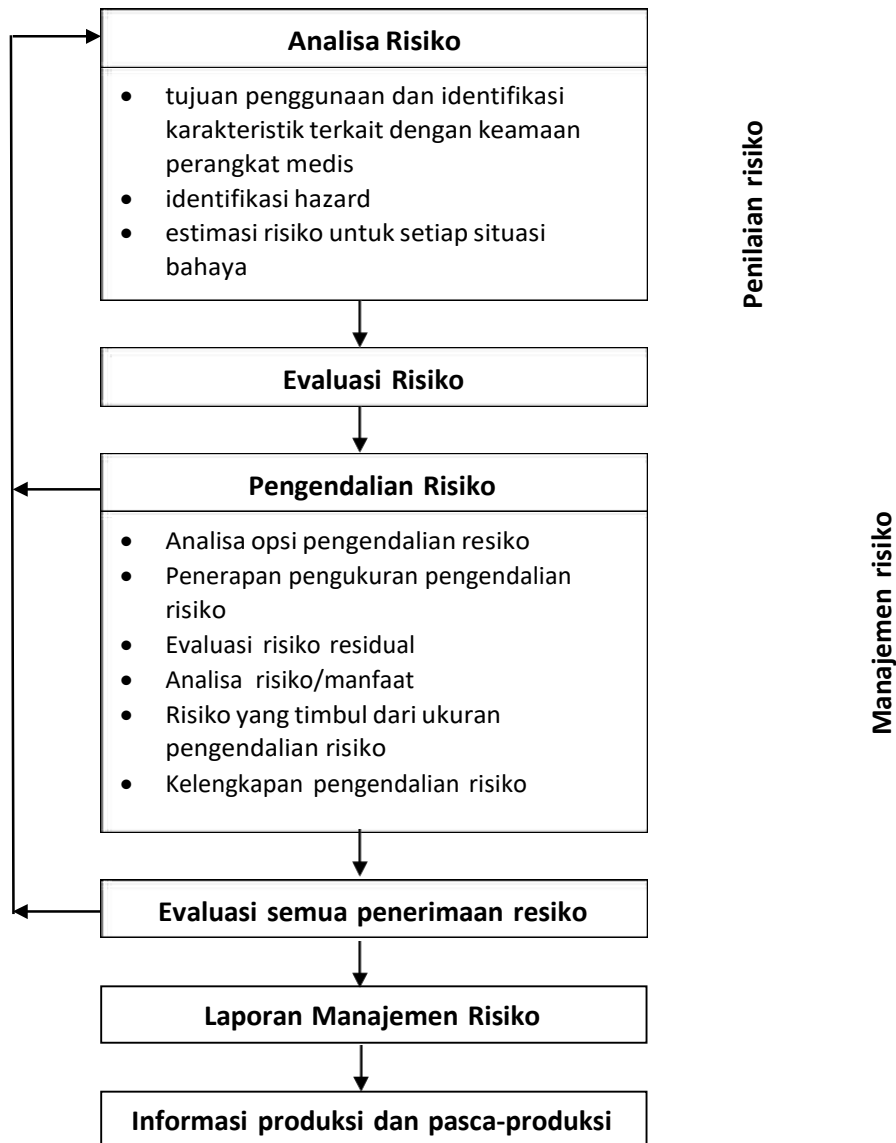 Analisa Risiko
• tujuan penggunaan dan identifikasi
karakteristik terkait dengan keamaan
perangkat medis
• identifikasi hazard
• estimasi risiko untuk setiap situasi
bahaya
Penilaian risiko
Evaluasi Risiko
Pengendalian Risiko
• Analisa opsi pengendalian resiko
• Penerapan pengukuran pengendalian
risiko
• Evaluasi risiko residual
• Analisa risiko/manfaat
• Risiko yang timbul dari ukuran
pengendalian risiko
• Kelengkapan pengendalian risiko
Manajemen risiko
Evaluasi semua penerimaan resiko
Laporan Manajemen Risiko
Informasi produksi dan pasca-produksi